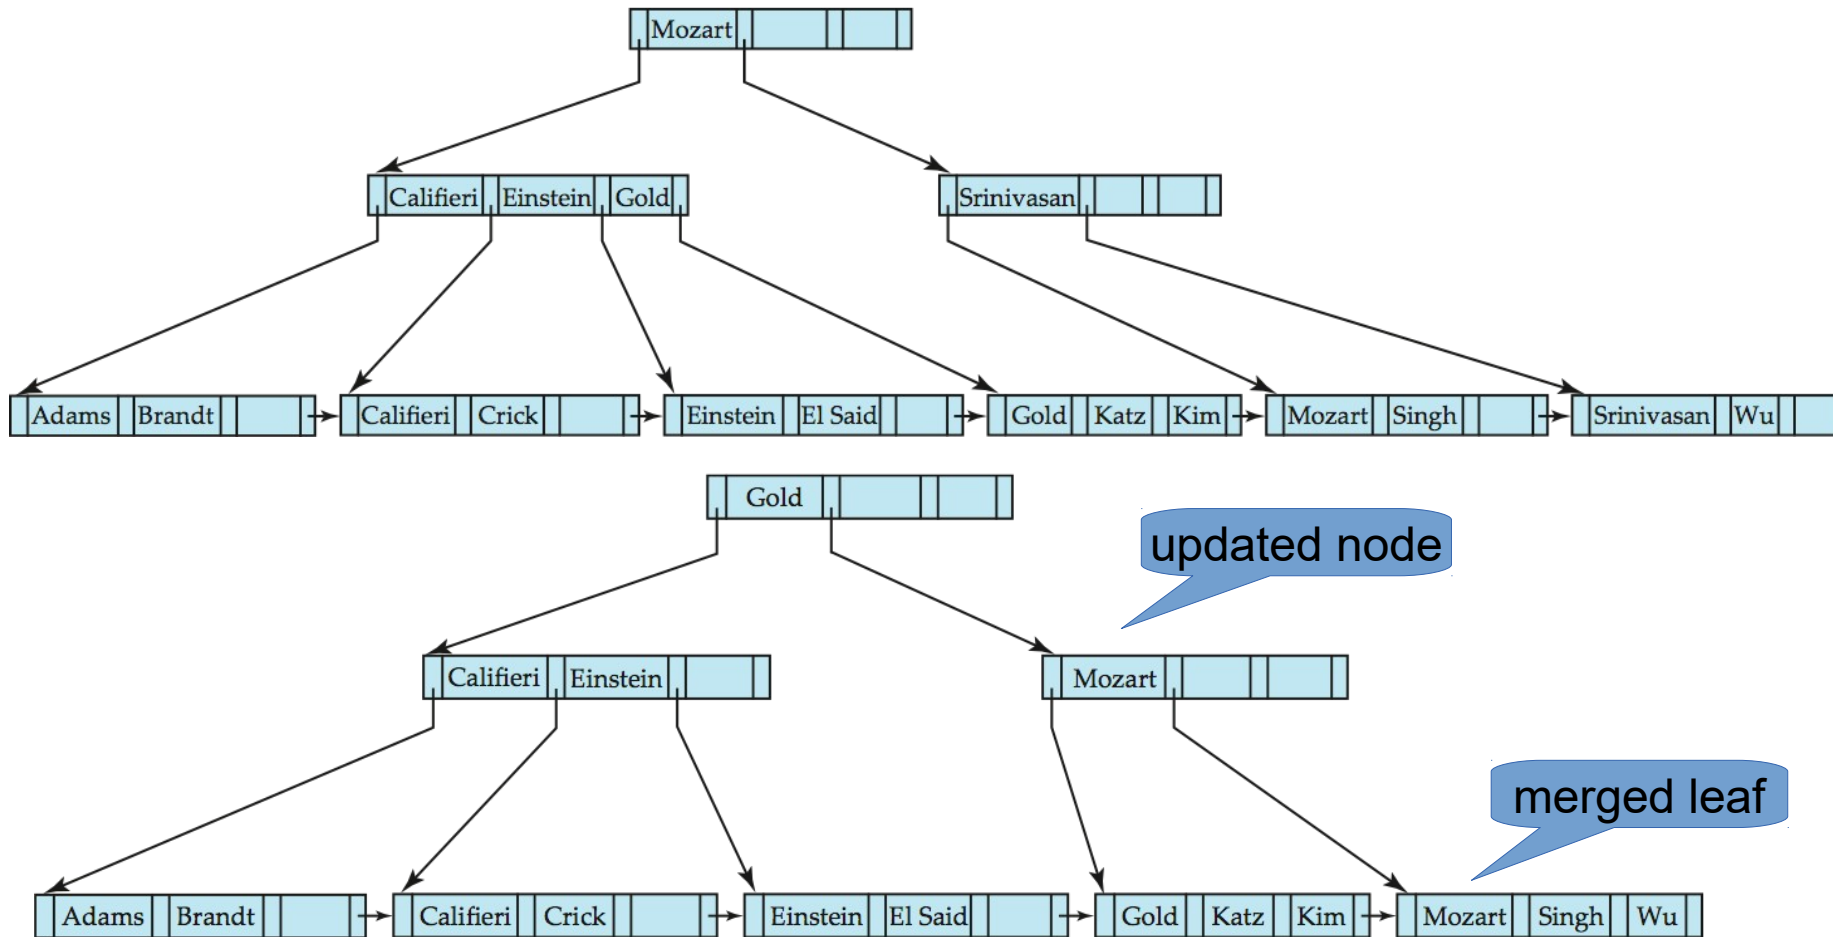 Mozart
Califieri Einstein Gold Srinivasan
Adams Brandt Califieri Crick Einstein El Said Gold Katz Kim Mozart Singh Srinivasan Wu
Gold
updated node
Califieri Einstein Mozart
merged leaf
Adams Brandt Califieri Crick Einstein El Said Gold Katz Kim Mozart Singh Wu